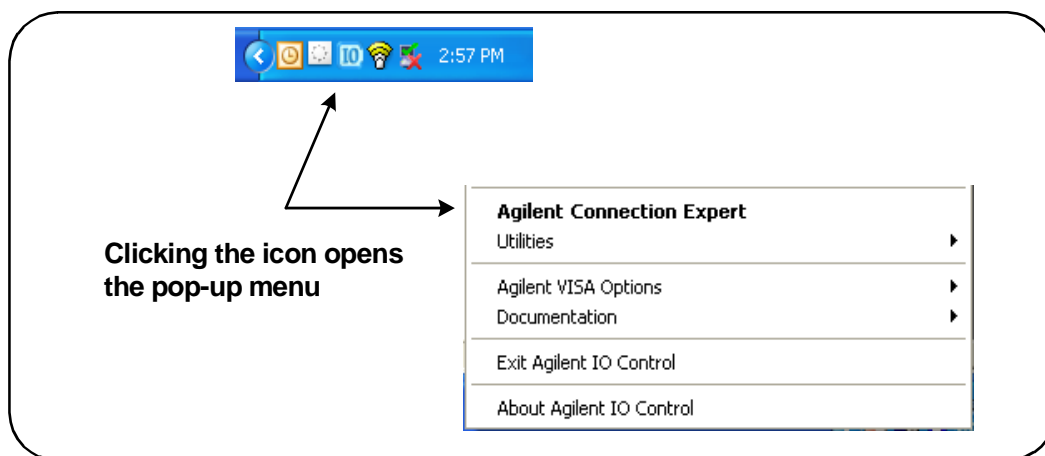 IO 2:57 PM
Clicking the icon opens
the pop-up menu
Agilent Connection Expert
Utilities
Agilent VISA Options
Documentation
Exit Agilent IO Control
About Agilent IO Control